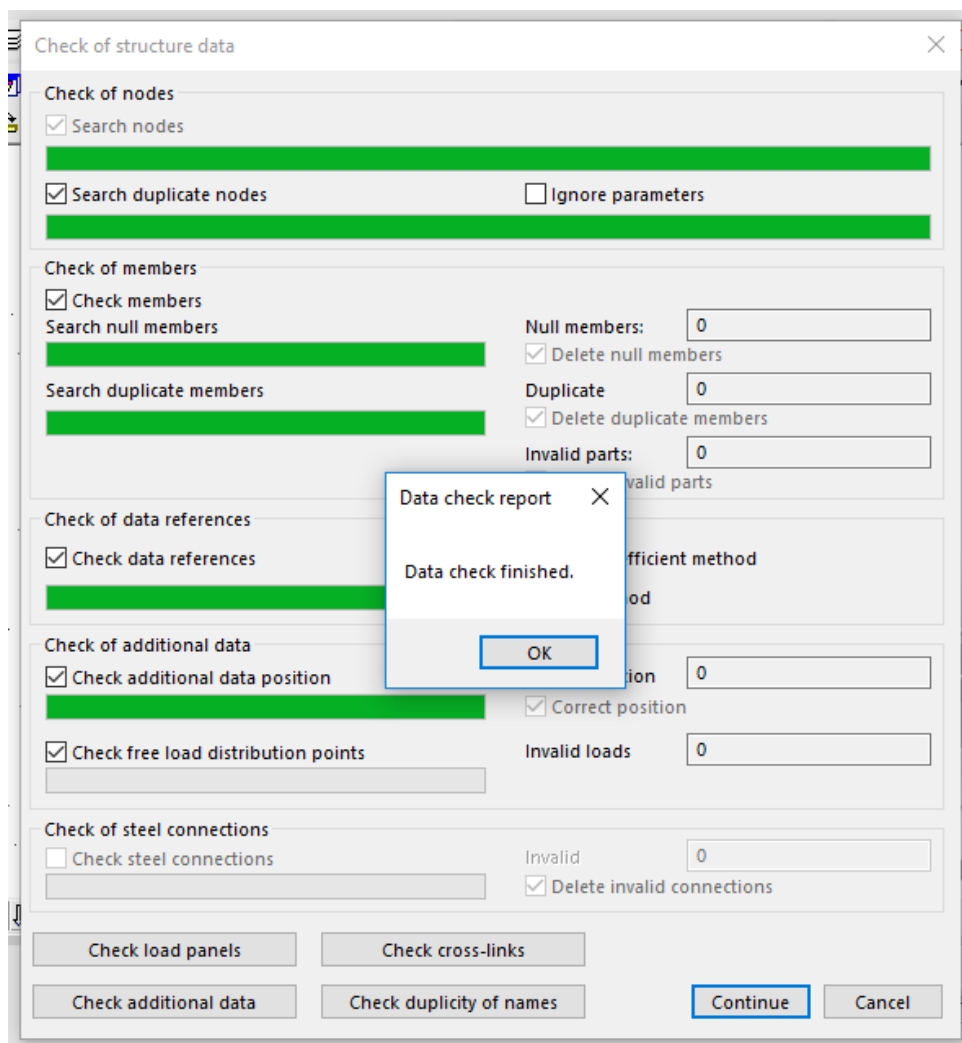 Check of structure data
Check of nodes
Search nodes
Search duplicate nodes
Ignore parameters
Check of members
Check members
Search null members
Null members: 0
Delete null members
Search duplicate members
Duplicate 0
Delete duplicate members
Invalid parts: 0
parts
Data check report
Data check finished.
OK
Check of data references
Check data references
method
Check of additional data
Check additional data position
0
Correct position
Check free load distribution points
Invalid loads 0
Check of steel connections
Check steel connections
Invalid 0
Delete invalid connections
Check load panels
Check cross-links
Check additional data
Check duplicity of names
Continue
Cancel